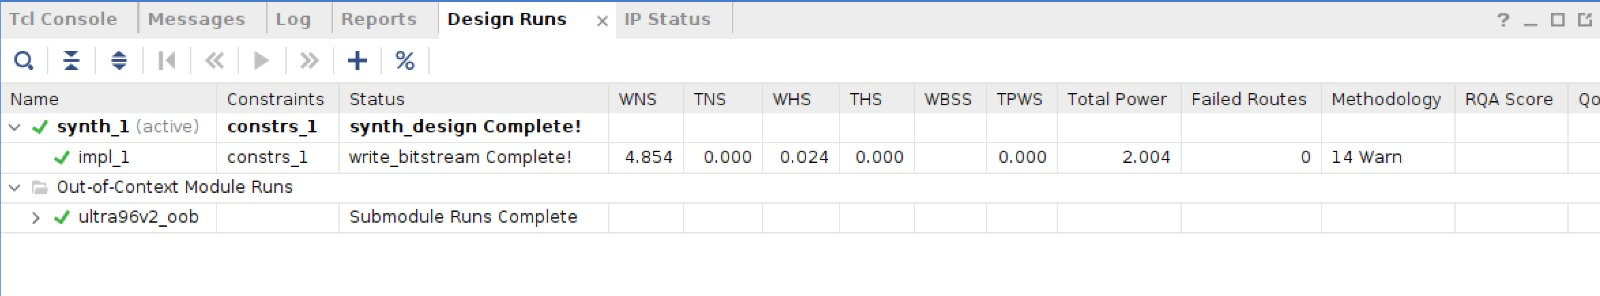 Tcl Console Messages Log Reports Design Runs × IP Status ? _
+ %
Name Constraints Status WNS TNS WHS THS WBSS TPWS Total Power Failed Routes Methodology RQA Score Qo
synth_1 (active) constrs_1 synth_design Complete!
impl_1 constrs_1 write_bitstream Complete! 4.854 0.000 0.024 0.000 0.000 2.004 0 14 Warn
Out-of-Context Module Runs
ultra96v2_oob Submodule Runs Complete